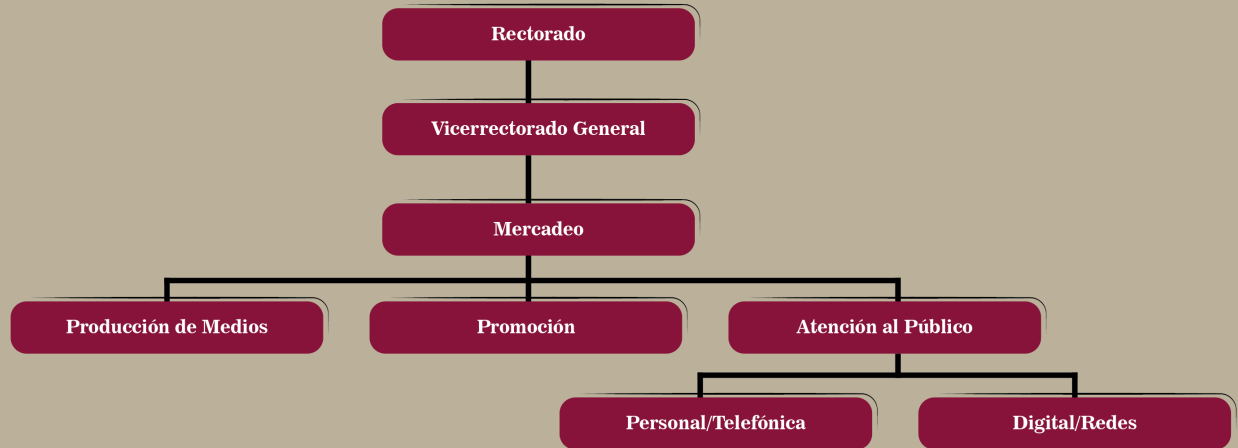 Rectorado
Vicerrectorado General
Mercadeo
Producción de Medios
Promoción
Atención al Público
Personal/Telefónica
Digital/Redes